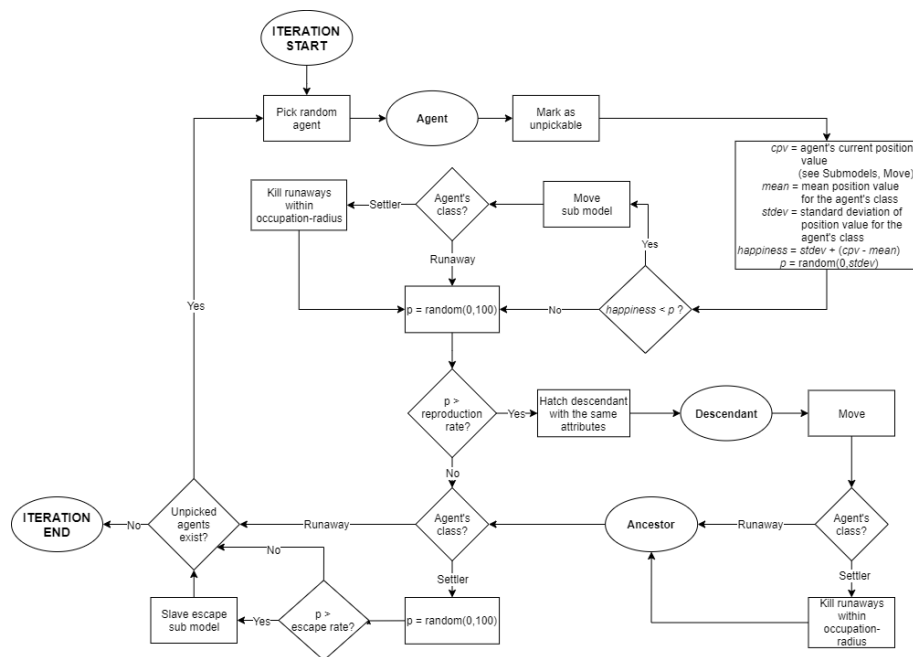 ITERATION
START
Pick random
agent
Agent
Mark as
unpickable
cpv = agent's current position
value
(see Submodels, Move)
mean = mean position value
for the agent's class
stdev = standard deviation of
position value for the
agent's class
happiness = stdev + (cpv - mean)
p = random(0,stdev)
Kill runaways
within
occupation-radius
Settler
Agent's
class?
Move
sub model
Yes
Runaway
Yes
p = random(0,100)
No
happiness < p ?
p >
reproduction
rate?
Yes
Hatch descendant
with the same
attributes
Descendant
Move
No
ITERATION
END
No
Unpicked
agents
exist?
Runaway
Agent's
class?
Ancestor
Runaway
Agent's
class?
No
Settler
Settler
Slave escape
sub model
Yes
p >
escape rate?
p = random(0,100)
Kill runaways
within
occupation-
radius